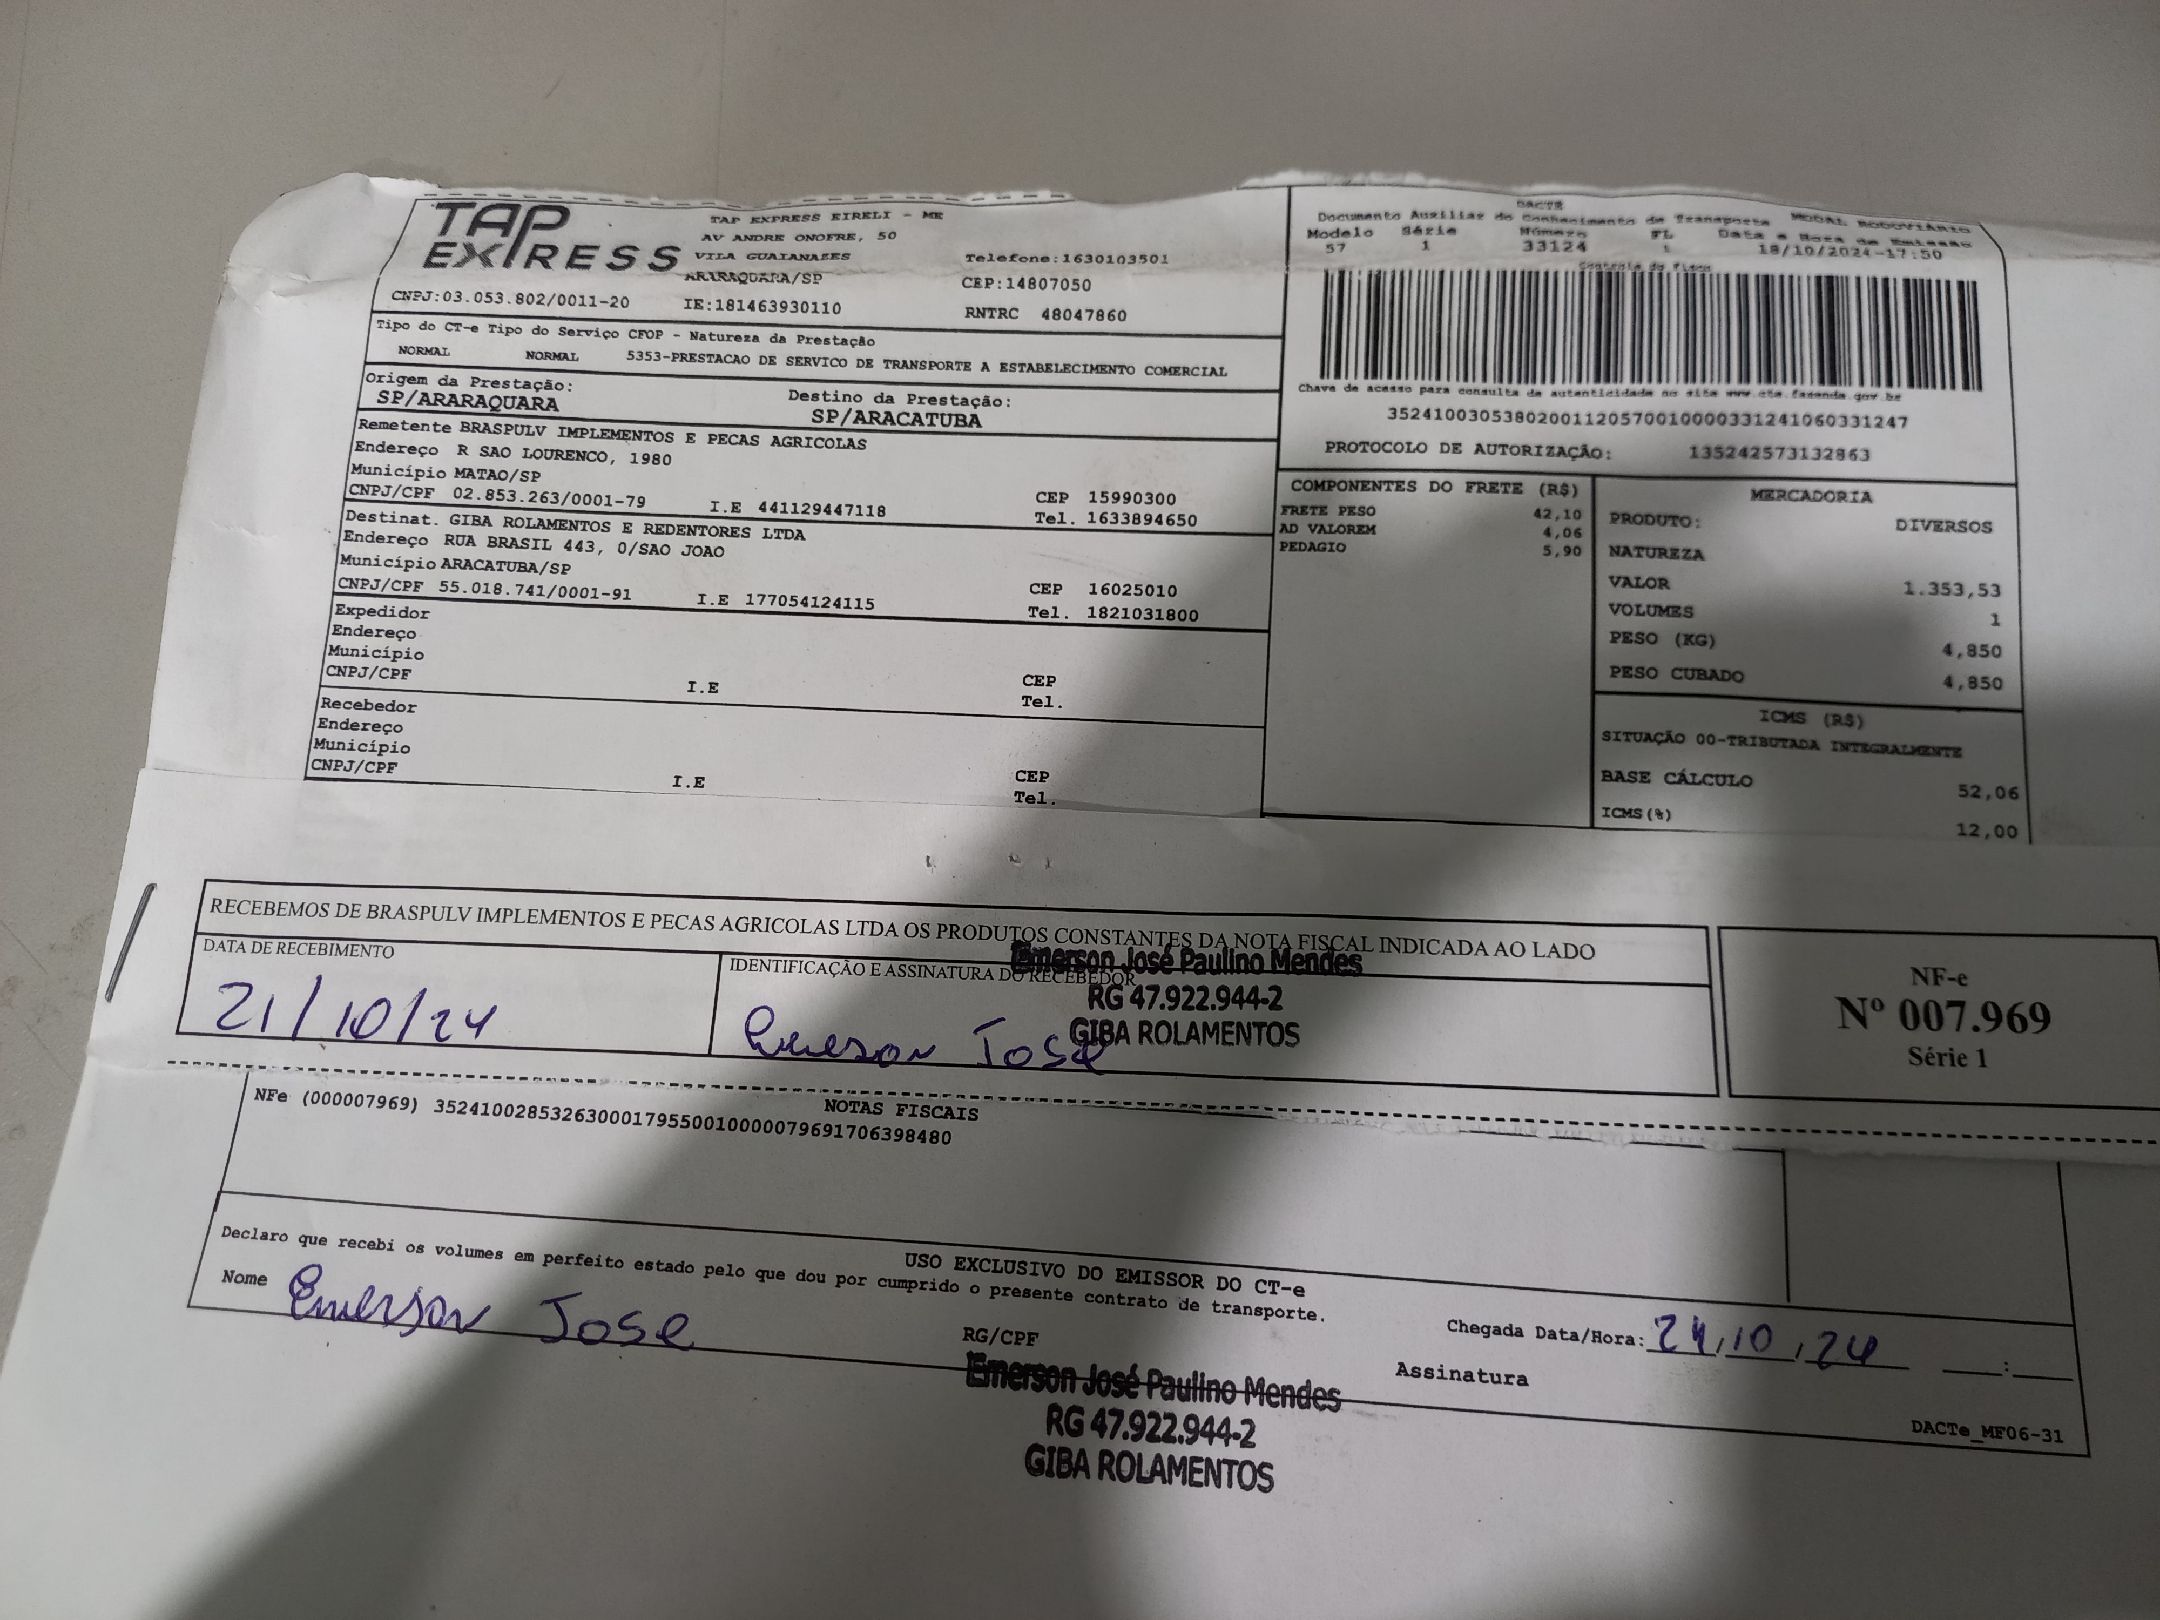 TAP EXPRESS
TAP EXPRESS EIRELI - ME
AV ANDRE ONOFRE, 50
VILA GUAIANAZES
ARARAQUARA/SP
Telefone:1630103501
CEP:14807050
CNPJ:03.053.802/0011-20 IE:181463930110 RNTRC 48047860
Tipo do CT-e Tipo do Serviço CFOP - Natureza da Prestação
NORMAL NORMAL 5353-PRESTACAO DE SERVICO DE TRANSPORTE A ESTABELECIMENTO COMERCIAL
Origem da Prestação: Destino da Prestação:
SP/ARARAQUARA SP/ARACATUBA
Remetente BRASPULV IMPLEMENTOS E PECAS AGRICOLAS
Endereço R SAO LOURENCO, 1980
Município MATAO/SP CEP 15990300
CNPJ/CPF 02.853.263/0001-79 I.E 441129447118 Tel. 1633894650
Destinat. GIBA ROLAMENTOS E REDENTORES LTDA
Endereço RUA BRASIL 443, 0/SAO JOAO
Município ARACATUBA/SP CEP 16025010
CNPJ/CPF 55.018.741/0001-91 I.E 177054124115 Tel. 1821031800
Expedidor
Endereço
Município CEP
CNPJ/CPF I.E Tel.
Recebedor
Endereço
Município CEP
CNPJ/CPF I.E Tel.
DACTE
Documento Auxiliar do Conhecimento de Transporte MODAL RODOVIÁRIO
Modelo Série Número FL Data e Hora de Emissão
57 1 33124 1 18/10/2024-17:50
Controle do Fisco
Chave de acesso para consulta de autenticidade no site www.cte.fazenda.gov.br
35241003053802001120570010000331241060331247
PROTOCOLO DE AUTORIZAÇÃO: 135242573132863
COMPONENTES DO FRETE (R$)
FRETE PESO 42,10
AD VALOREM 4,06
PEDAGIO 5,90
MERCADORIA
PRODUTO: DIVERSOS
NATUREZA
VALOR 1.353,53
VOLUMES 1
PESO (KG) 4,850
PESO CUBADO 4,850
ICMS (R$)
SITUAÇÃO 00-TRIBUTADA INTEGRALMENTE
BASE CÁLCULO 52,06
ICMS(%) 12,00
RECEBEMOS DE BRASPULV IMPLEMENTOS E PECAS AGRICOLAS LTDA OS PRODUTOS CONSTANTES DA NOTA FISCAL INDICADA AO LADO
DATA DE RECEBIMENTO
21/10/24
IDENTIFICAÇÃO E ASSINATURA DO RECEBEDOR
Emerson José Paulino Mendes
RG 47.922.944-2
GIBA ROLAMENTOS
Emerson Jose
NF-e
Nº 007.969
Série 1
NOTAS FISCAIS
NFe (000007969) 35241002853263000179550010000079691706398480
USO EXCLUSIVO DO EMISSOR DO CT-e
Declaro que recebi os volumes em perfeito estado pelo que dou por cumprido o presente contrato de transporte.
Nome Emerson Jose RG/CPF
Chegada Data/Hora: 24,10,24 :
Assinatura
Emerson José Paulino Mendes
RG 47.922.944-2
GIBA ROLAMENTOS
DACTe_MF06-31